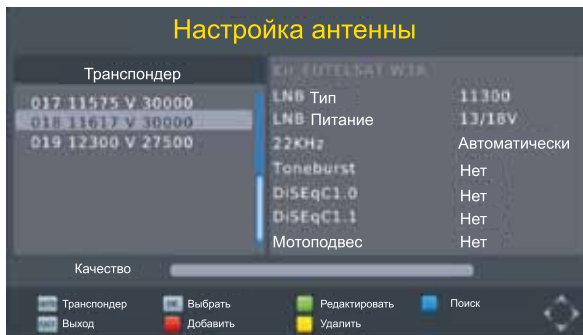 Настройка антенны
Транспондер
017 11575 V 30000
018 11617 V 30000
019 12300 V 27500
Ku_EUTELSAT W3A
LNB Тип 11300
LNB Питание 13/18V
22KHz Автоматически
Toneburst Нет
DiSEqC1.0 Нет
DiSEqC1.1 Нет
Мотоподвес Нет
Качество
Транспондер Выбрать Редактировать Поиск
Выход Добавить Удалить